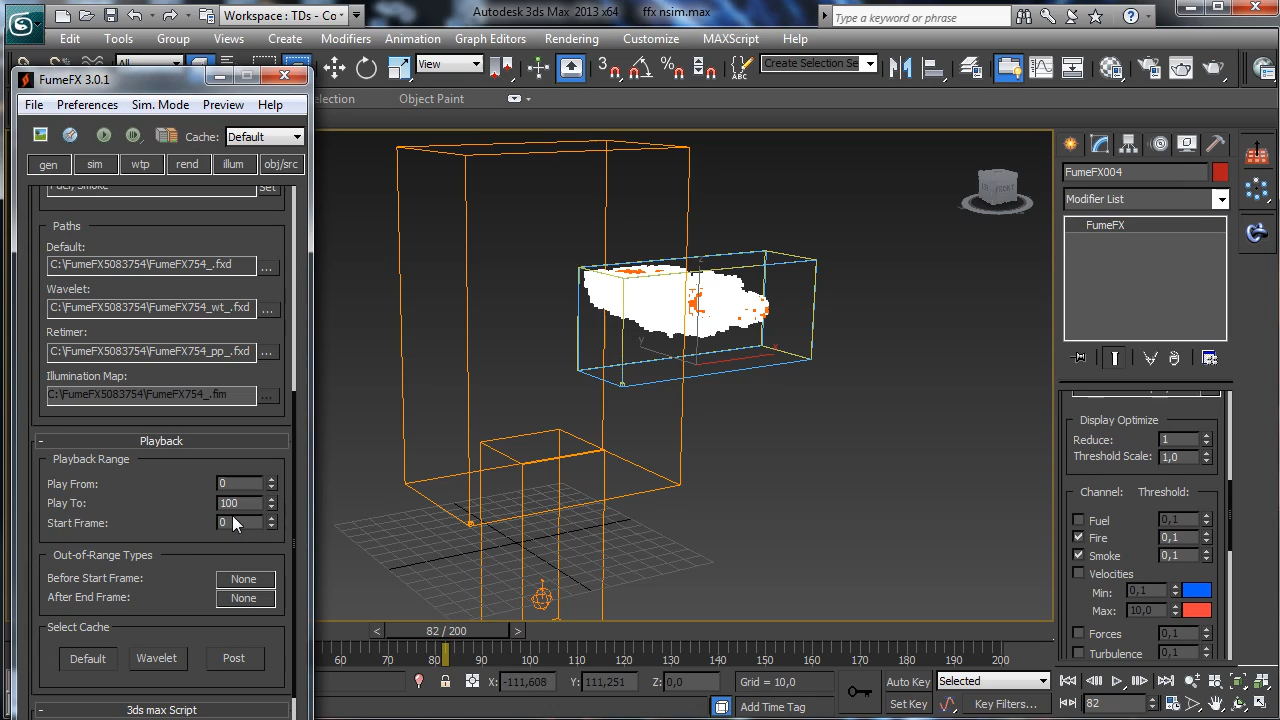 Workspace : TDs - Co
Autodesk 3ds Max 2013 x64    ffx nsim.max
Type a keyword or phrase
Edit Tools Group Views Create Modifiers Animation Graph Editors Rendering Customize MAXScript Help
All
View
Create Selection Se
FumeFX 3.0.1
Object Paint
File Preferences Sim. Mode Preview Help
Cache: Default
gen sim wtp rend illum obj/src
Set
Paths
Default:
C:\FumeFX5083754\FumeFX754_.fxd ...
Wavelet:
C:\FumeFX5083754\FumeFX754_wt_.fxd ...
Retimer:
C:\FumeFX5083754\FumeFX754_pp_.fxd ...
Illumination Map:
C:\FumeFX5083754\FumeFX754_.fim ...
- Playback
Playback Range
Play From: 0
Play To: 100
Start Frame: 0
Out-of-Range Types
Before Start Frame: None
After End Frame: None
Select Cache
Default Wavelet Post
- 3ds max Script
z
y
x
FumeFX004
Modifier List
FumeFX
Display Optimize
Reduce: 1
Threshold Scale: 1,0
Channel: Threshold:
Fuel 0,1
Fire 0,1
Smoke 0,1
Velocities
Min: 0,1
Max: 10,0
Forces 0,1
Turbulence 0,1
< 82 / 200 >
60 70 80 90 100 110 120 130 140 150 160 170 180 190 200
X: -111,608 Y: 111,251 Z: 0,0 Grid = 10,0 Auto Key Selected
Add Time Tag Set Key Key Filters... 82